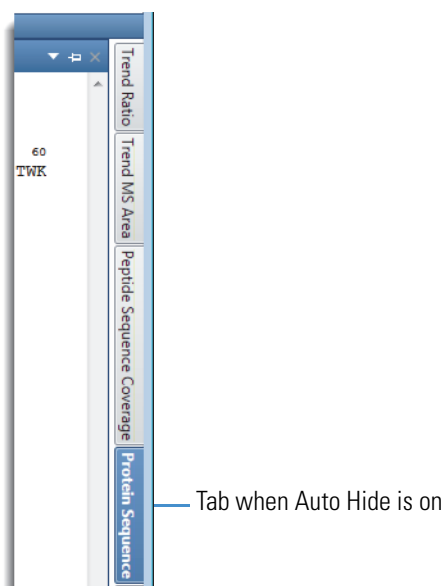 Trend Ratio
60
TWK
Trend MS Area
Peptide Sequence Coverage
Protein Sequence
Tab when Auto Hide is on